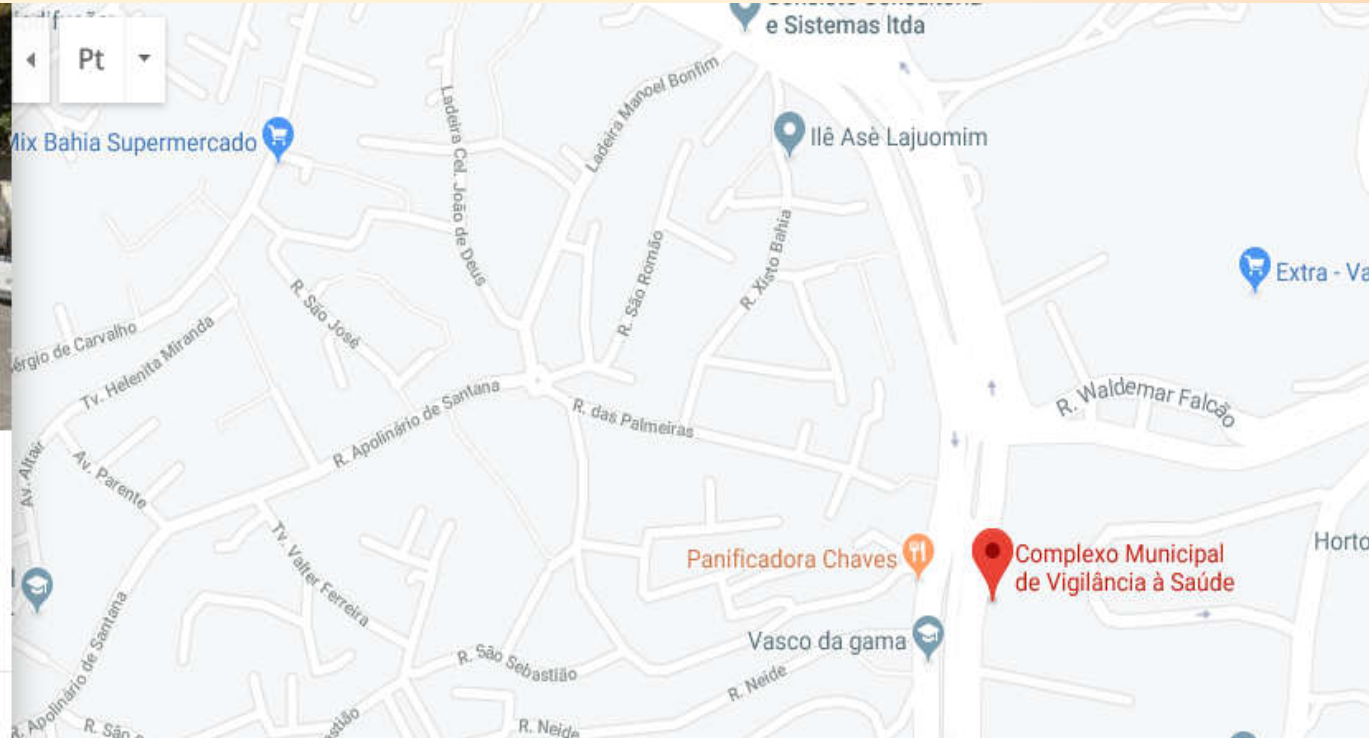 Pt
e Sistemas ltda
Mix Bahia Supermercado
Ladeira Cel. João de Deus
Ladeira Manoel Bonfim
Ilê Asè Lajuomim
R. São Romão
R. Xisto Bahia
Extra - Va
R. São José
érgio de Carvalho
Tv. Helenita Miranda
R. Apolinário de Santana
R. das Palmeiras
R. Waldemar Falcão
Av. Altair
Av. Parente
Tv. Valter Ferreira
Panificadora Chaves
Complexo Municipal
de Vigilância à Saúde
Horto
Vasco da gama
R. São Sebastião
R. Neide
R. Apolinário de Santana
R. São
astião
R. Neide